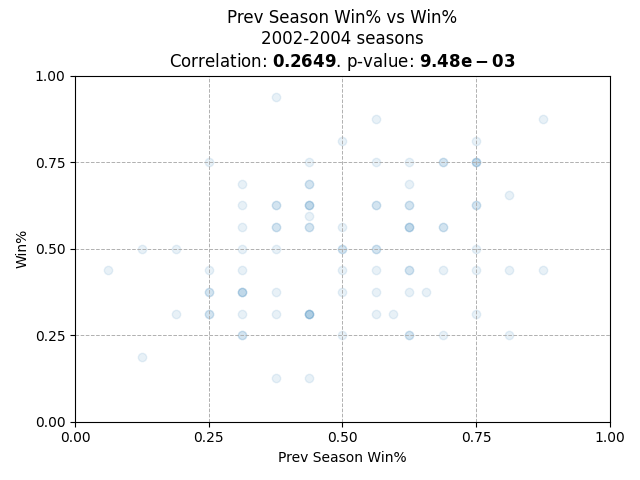 Prev Season Win% vs Win%
2002-2004 seasons
Correlation: 0.2649. p-value: 9.48e − 03
1.00
0.75
0.50
0.25
0.00
Win%
0.00 0.25 0.50 0.75 1.00
Prev Season Win%